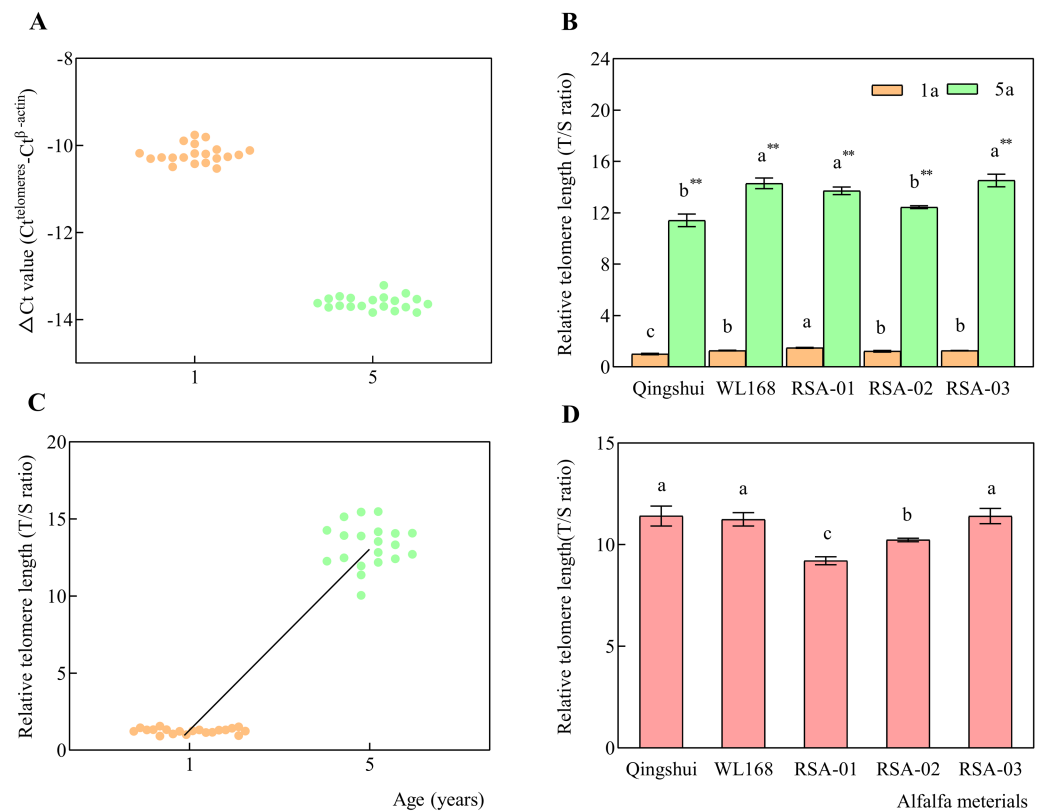 A
△Ct value (Ct^telomeres-Ct^β-actin)
-8
-10
-12
-14
1
5
B
Relative telomere length (T/S ratio)
24
20
16
12
8
4
0
1a
5a
c
b**
b
a**
a
a**
b
b**
b
a**
Qingshui
WL168
RSA-01
RSA-02
RSA-03
C
Relative telomere length (T/S ratio)
20
15
10
5
0
1
5
Age (years)
D
Relative telomere length(T/S ratio)
15
10
5
0
a
a
c
b
a
Qingshui
WL168
RSA-01
RSA-02
RSA-03
Alfalfa meterials